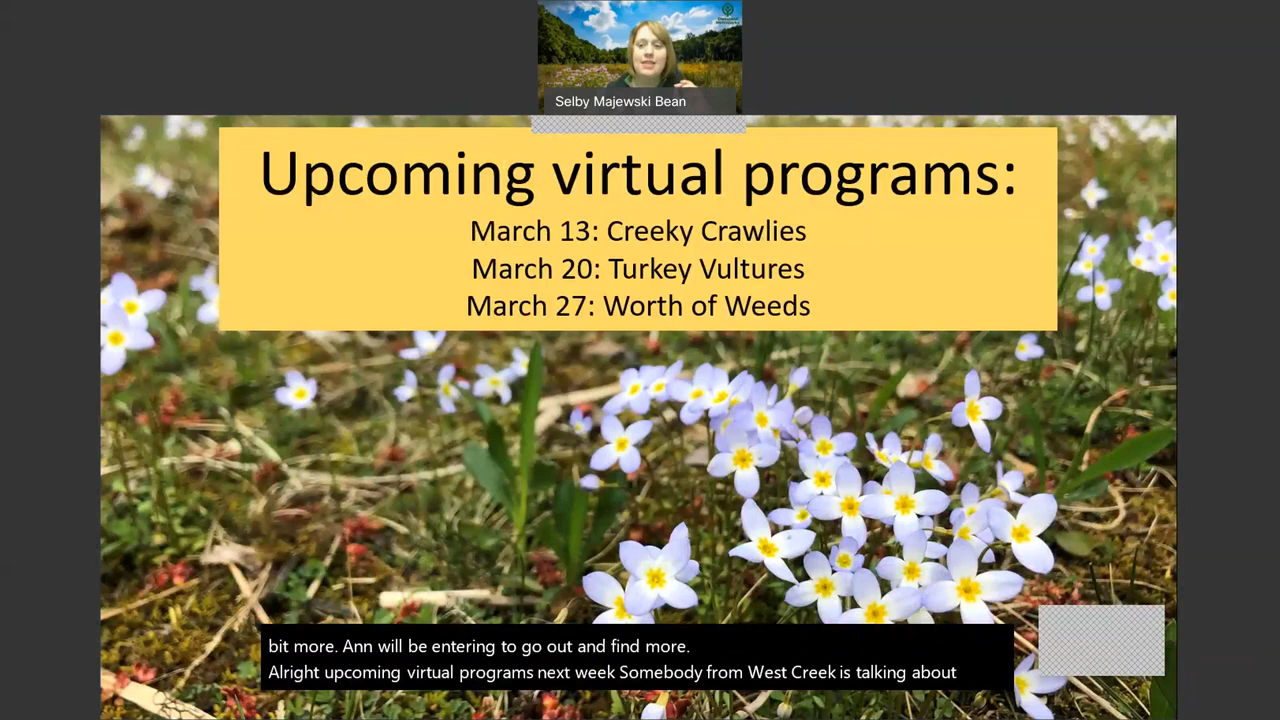 Selby Majewski Bean
Upcoming virtual programs:
March 13: Creeky Crawlies
March 20: Turkey Vultures
March 27: Worth of Weeds
bit more. Ann will be entering to go out and find more.
Alright upcoming virtual programs next week Somebody from West Creek is talking about